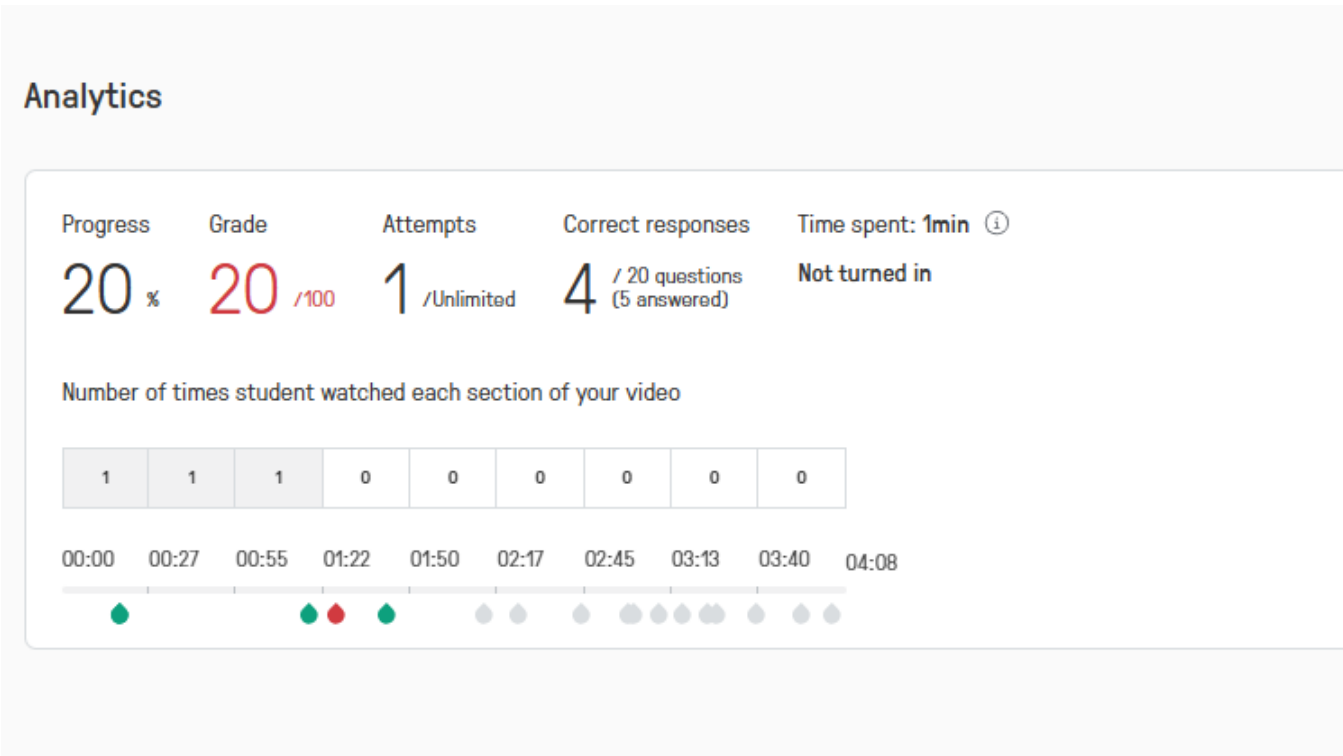 Analytics
Progress Grade Attempts Correct responses Time spent: 1min
20 % 20 /100 1 /Unlimited 4 / 20 questions (5 answered) Not turned in
Number of times student watched each section of your video
1 1 1 0 0 0 0 0 0
00:00 00:27 00:55 01:22 01:50 02:17 02:45 03:13 03:40 04:08